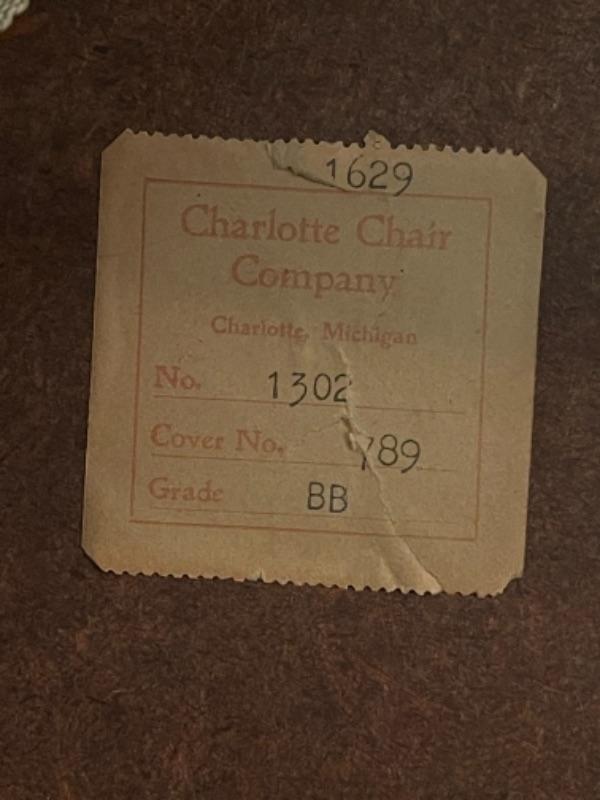 1629
Charlotte Chair
Company
Charlotte, Michigan
No. 1302
Cover No. 789
Grade BB